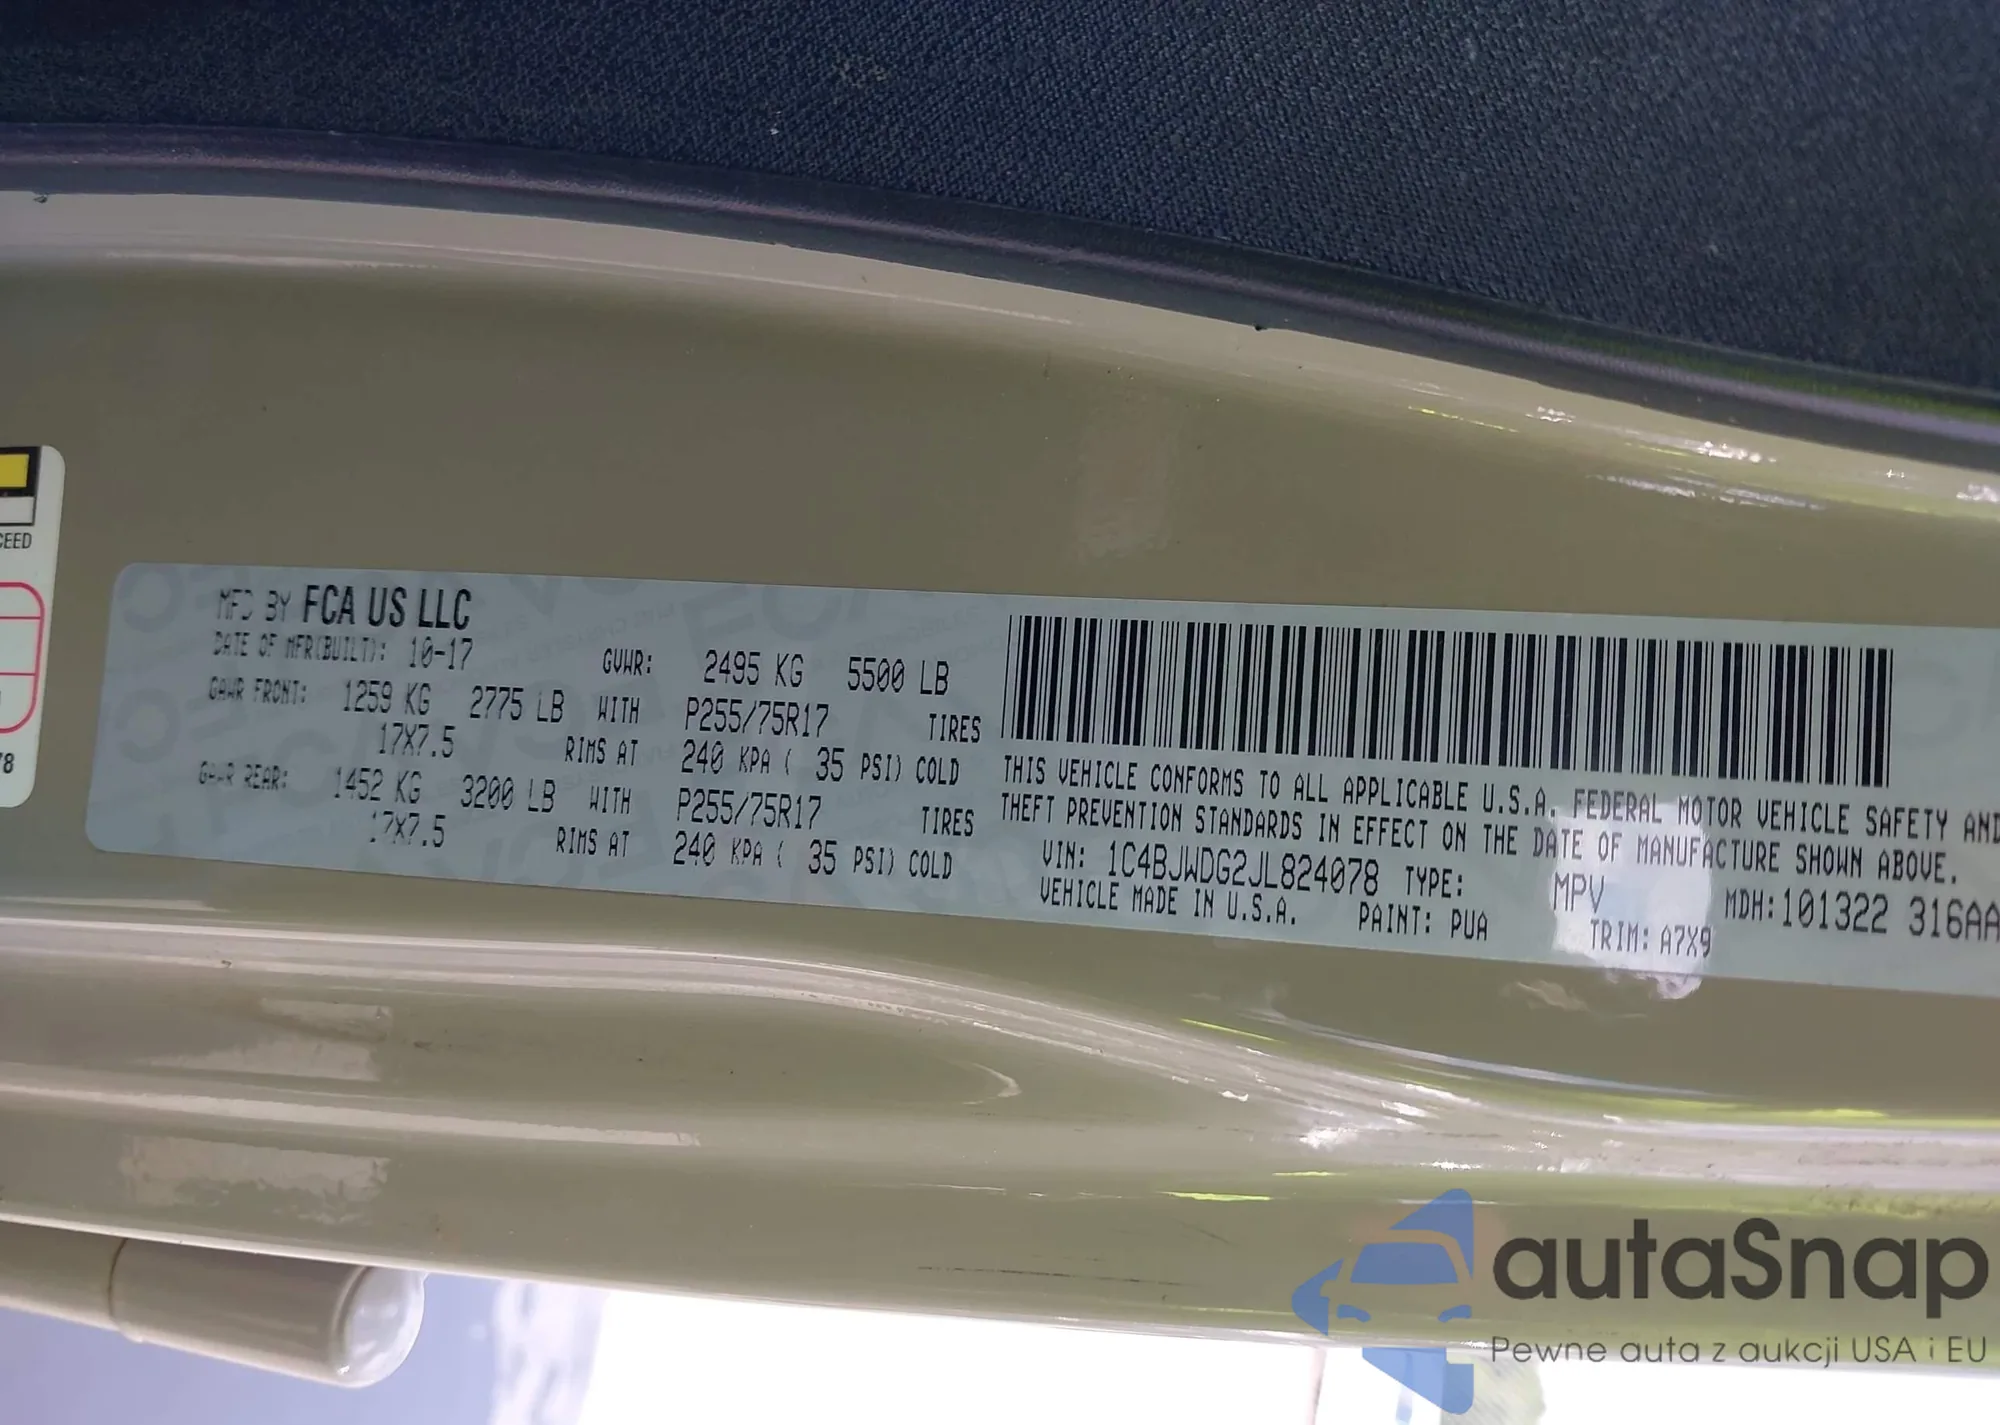 CEED
78
MFD BY FCA US LLC
DATE OF MFR(BUILT): 10-17
GVWR: 2495 KG 5500 LB
GAWR FRONT: 1259 KG 2775 LB WITH P255/75R17 TIRES
17X7.5 RIMS AT 240 KPA ( 35 PSI) COLD
GAWR REAR: 1452 KG 3200 LB WITH P255/75R17 TIRES
17X7.5 RIMS AT 240 KPA ( 35 PSI) COLD
THIS VEHICLE CONFORMS TO ALL APPLICABLE U.S.A. FEDERAL MOTOR VEHICLE SAFETY AND
THEFT PREVENTION STANDARDS IN EFFECT ON THE DATE OF MANUFACTURE SHOWN ABOVE.
VIN: 1C4BJWDG2JL824078 TYPE: MPV MDH: 101322 316AA
VEHICLE MADE IN U.S.A. PAINT: PUA TRIM: A7X9
autaSnap
Pewne auta z aukcji USA i EU